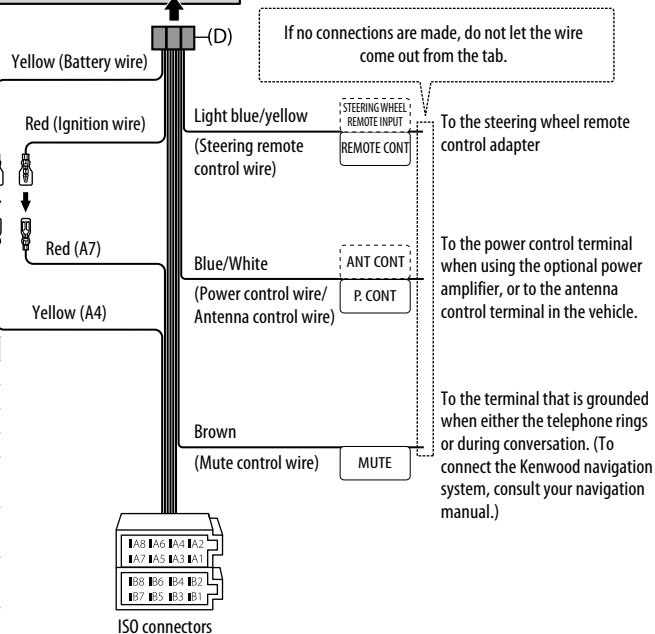 (D)
If no connections are made, do not let the wire
come out from the tab.
Yellow (Battery wire)
Red (Ignition wire)
Light blue/yellow
(Steering remote
control wire)
STEERING WHEEL
REMOTE INPUT
REMOTE CONT
To the steering wheel remote
control adapter
Red (A7)
Yellow (A4)
Blue/White
(Power control wire/
Antenna control wire)
ANT CONT
P. CONT
To the power control terminal
when using the optional power
amplifier, or to the antenna
control terminal in the vehicle.
Brown
(Mute control wire)
MUTE
To the terminal that is grounded
when either the telephone rings
or during conversation. (To
connect the Kenwood navigation
system, consult your navigation
manual.)
A8 A6 A4 A2
A7 A5 A3 A1
B8 B6 B4 B2
B7 B5 B3 B1
ISO connectors